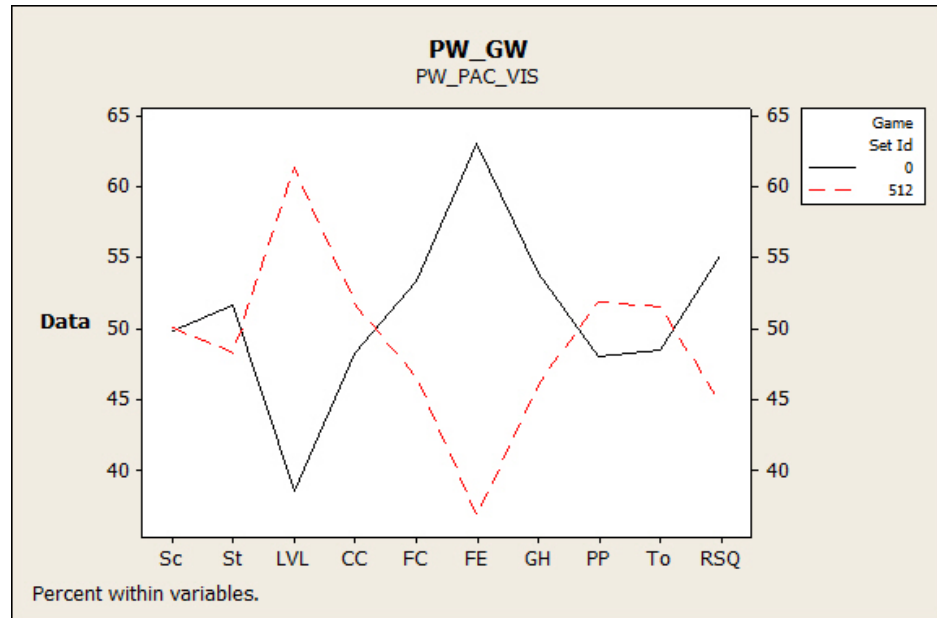 PW_GW
PW_PAC_VIS
65 65
60 60
55 55
50 50
45 45
40 40
Data
Game
Set Id
0
512
Sc St LVL CC FC FE GH PP To RSQ
Percent within variables.